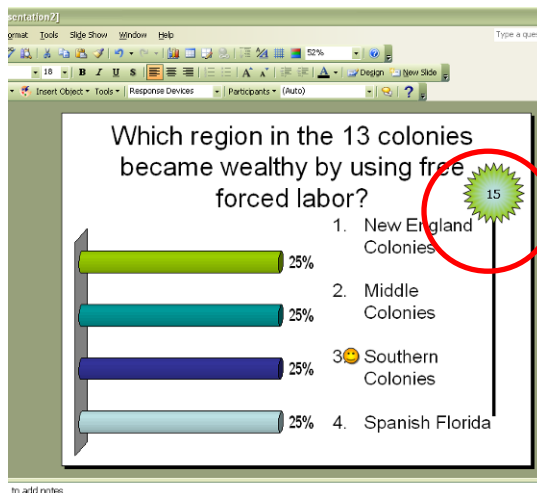 sentation2]
ormat Tools Slide Show Window Help
Type a ques
52%
18 B I U S A A A Design New Slide
Insert Object Tools Response Devices Participants (Auto) ?
Which region in the 13 colonies
became wealthy by using free
forced labor?
15
1. New England
Colonies
25%
2. Middle
Colonies
25%
3 Southern
Colonies
25%
4. Spanish Florida
25%
to add notes